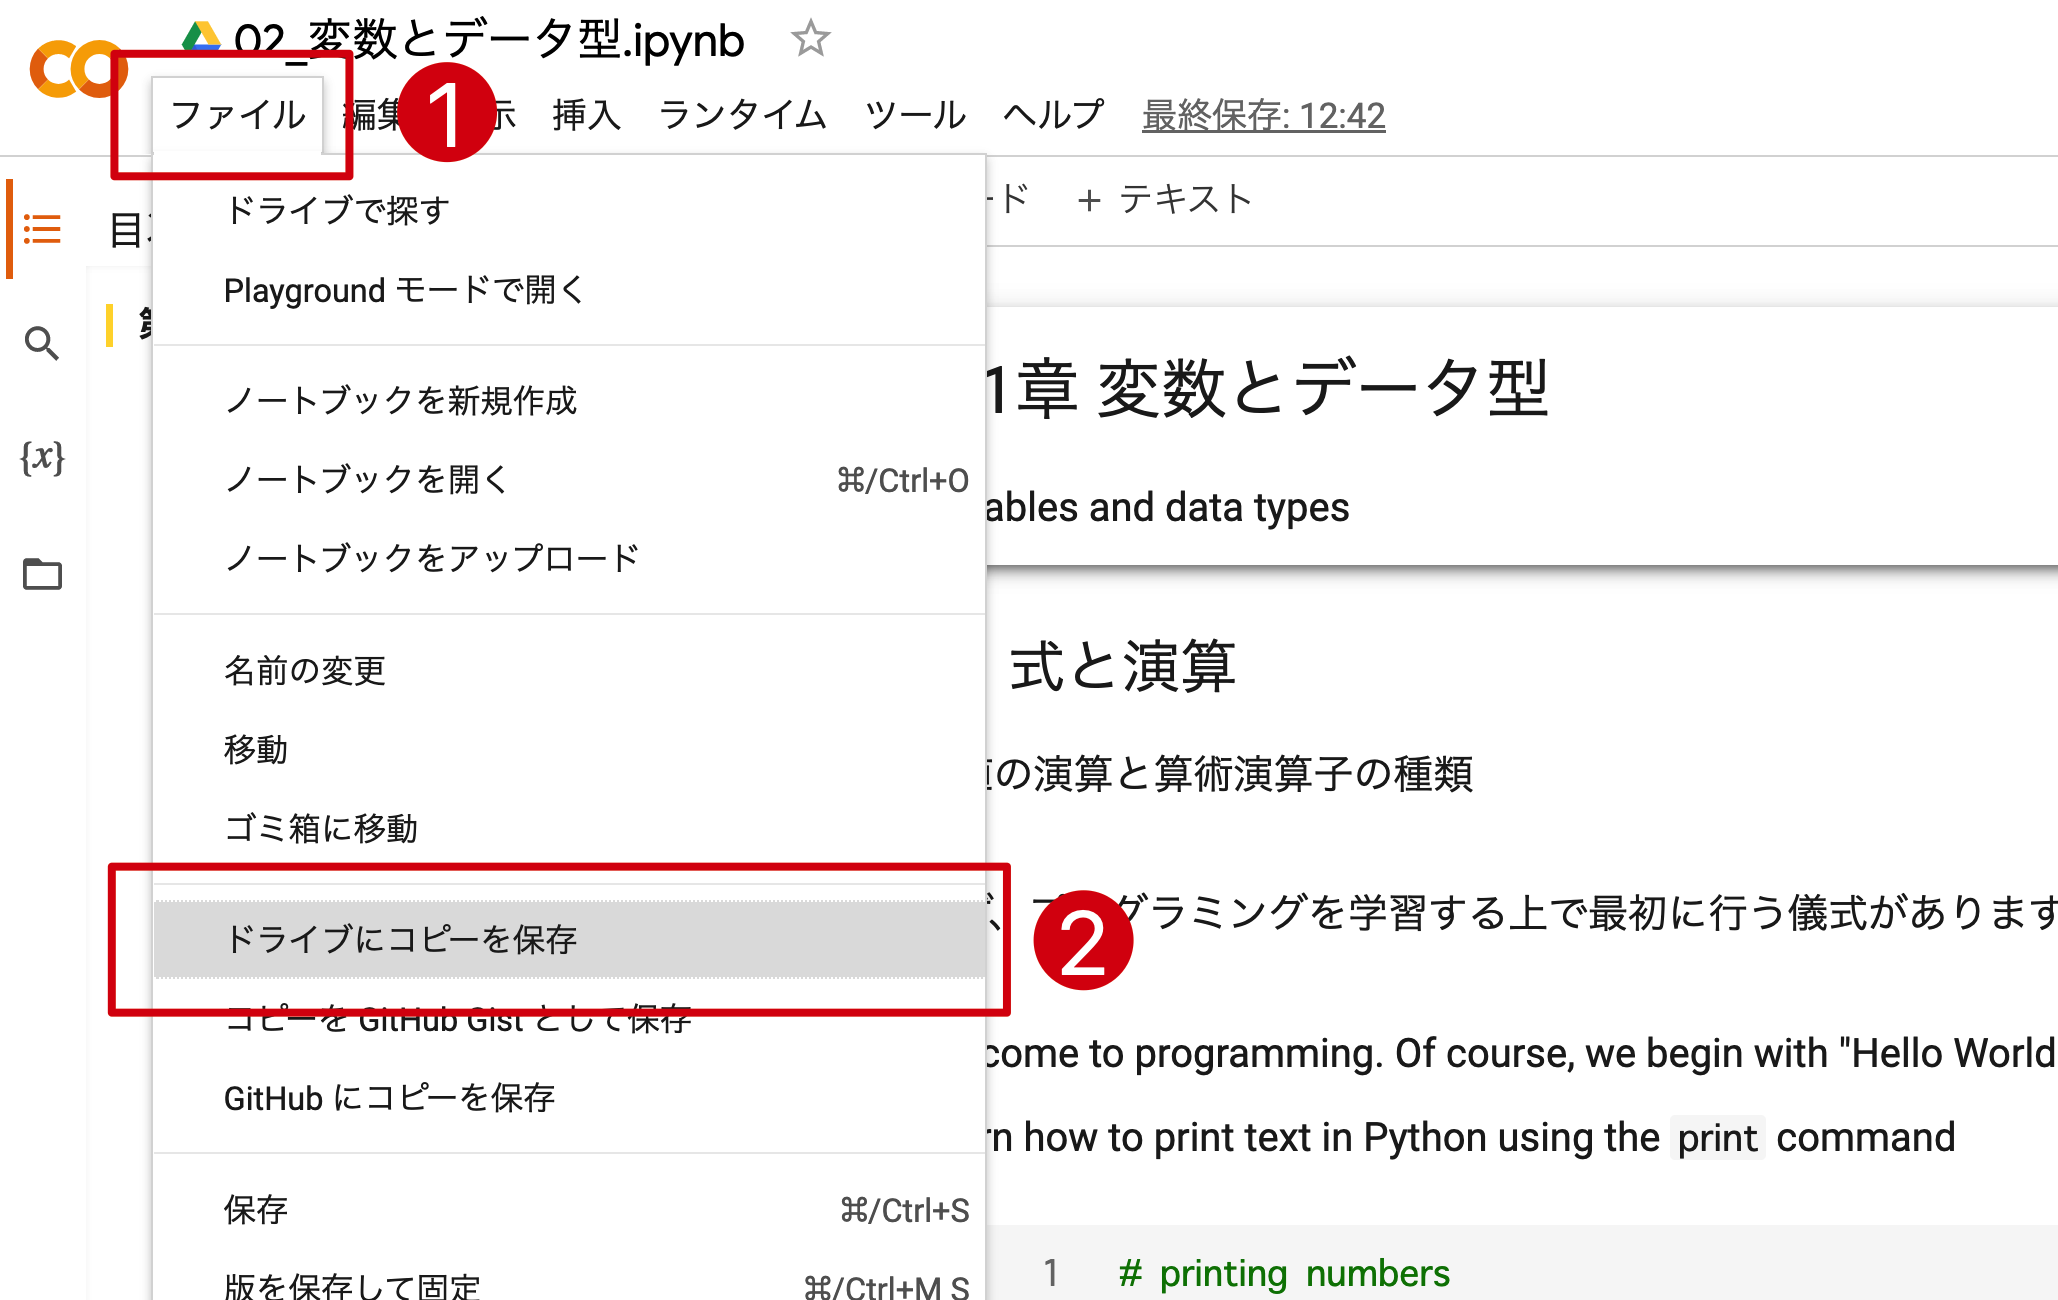 02_変数とデータ型.ipynb
ファイル 編集 示 挿入 ランタイム ツール ヘルプ 最終保存: 12:42
1
ド + テキスト
目
ドライブで探す
Playground モードで開く
ノートブックを新規作成
ノートブックを開く ⌘/Ctrl+O
ノートブックをアップロード
名前の変更
移動
ゴミ箱に移動
ドライブにコピーを保存
2
コピーを GitHub Gist として保存
GitHub にコピーを保存
保存 ⌘/Ctrl+S
版を保存して固定 ⌘/Ctrl+M S
{x}
1章 変数とデータ型
ables and data types
式と演算
の演算と算術演算子の種類
、プログラミングを学習する上で最初に行う儀式があります
come to programming. Of course, we begin with "Hello World
rn how to print text in Python using the print command
1 # printing numbers